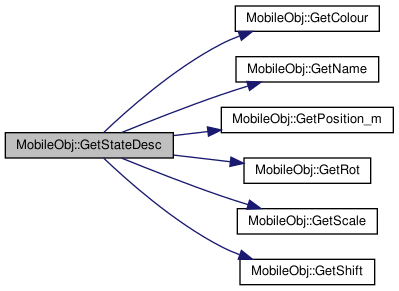 MobileObj::GetColour
MobileObj::GetName
MobileObj::GetPosition_m
MobileObj::GetStateDesc
MobileObj::GetRot
MobileObj::GetScale
MobileObj::GetShift